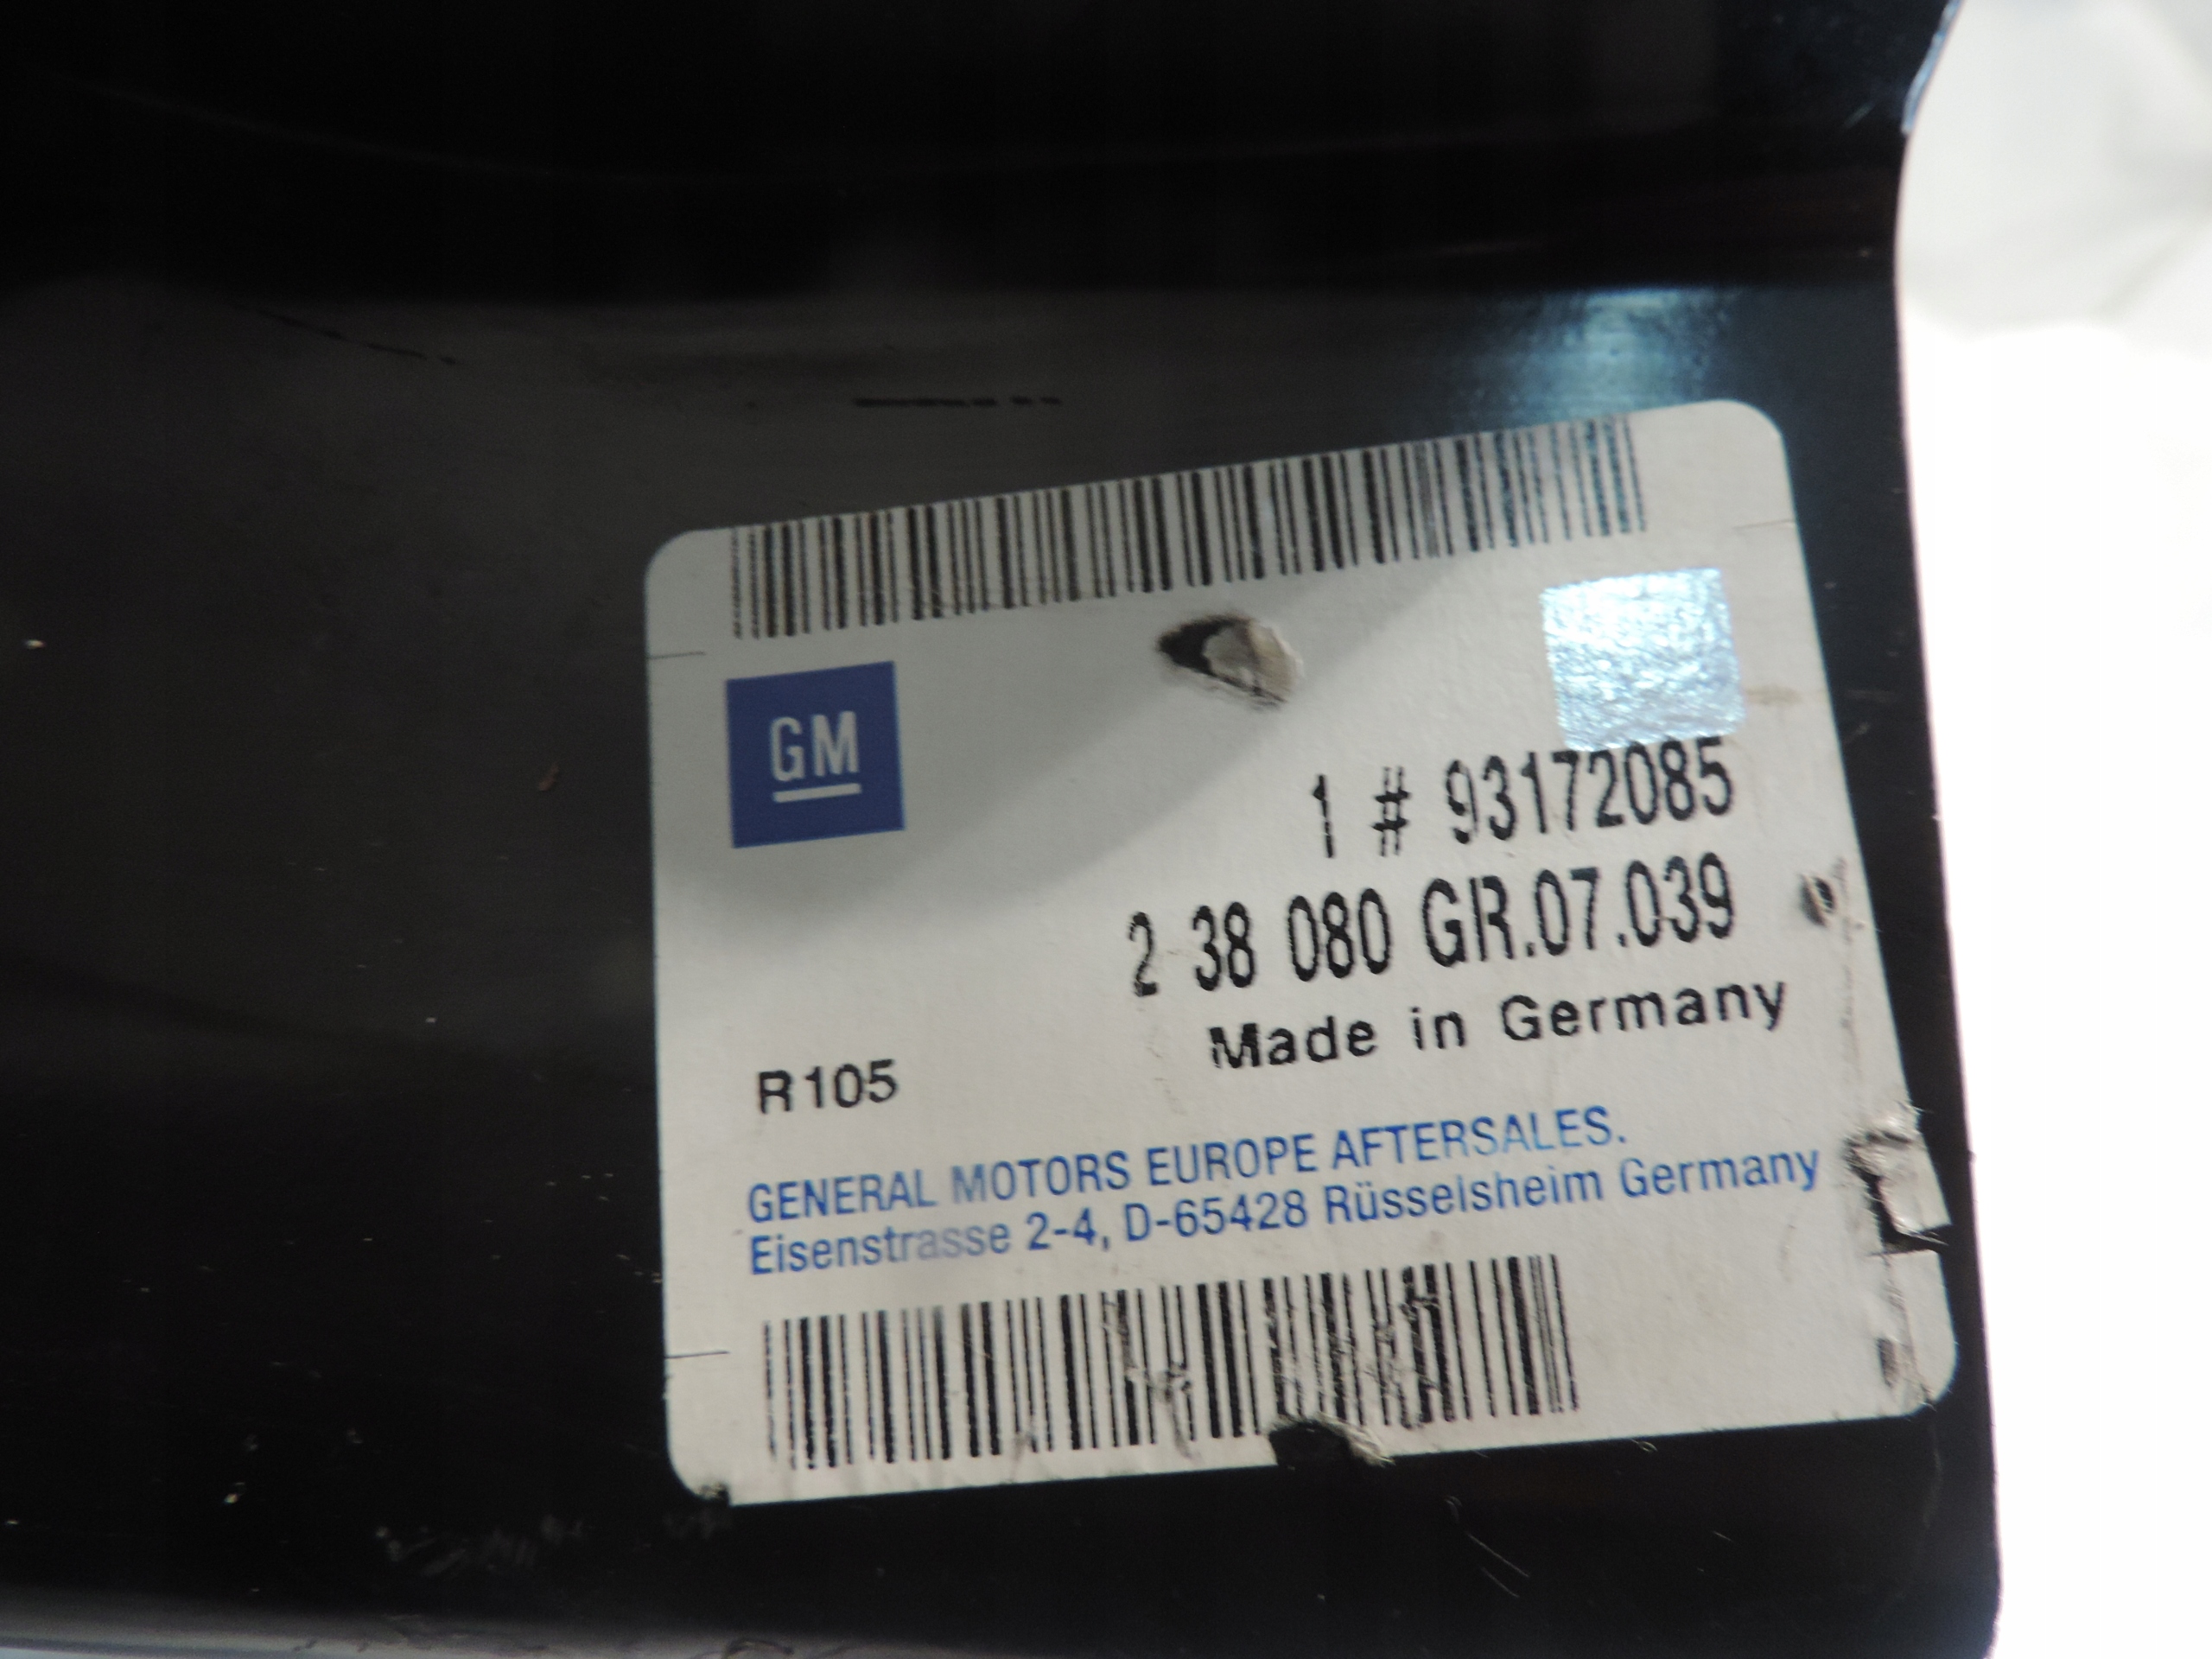 GM
1 # 93172085
2 38 080 GR.07.039
Made in Germany
R105
GENERAL MOTORS EUROPE AFTERSALES.
Eisenstrasse 2-4, D-65428 Rüsselsheim Germany